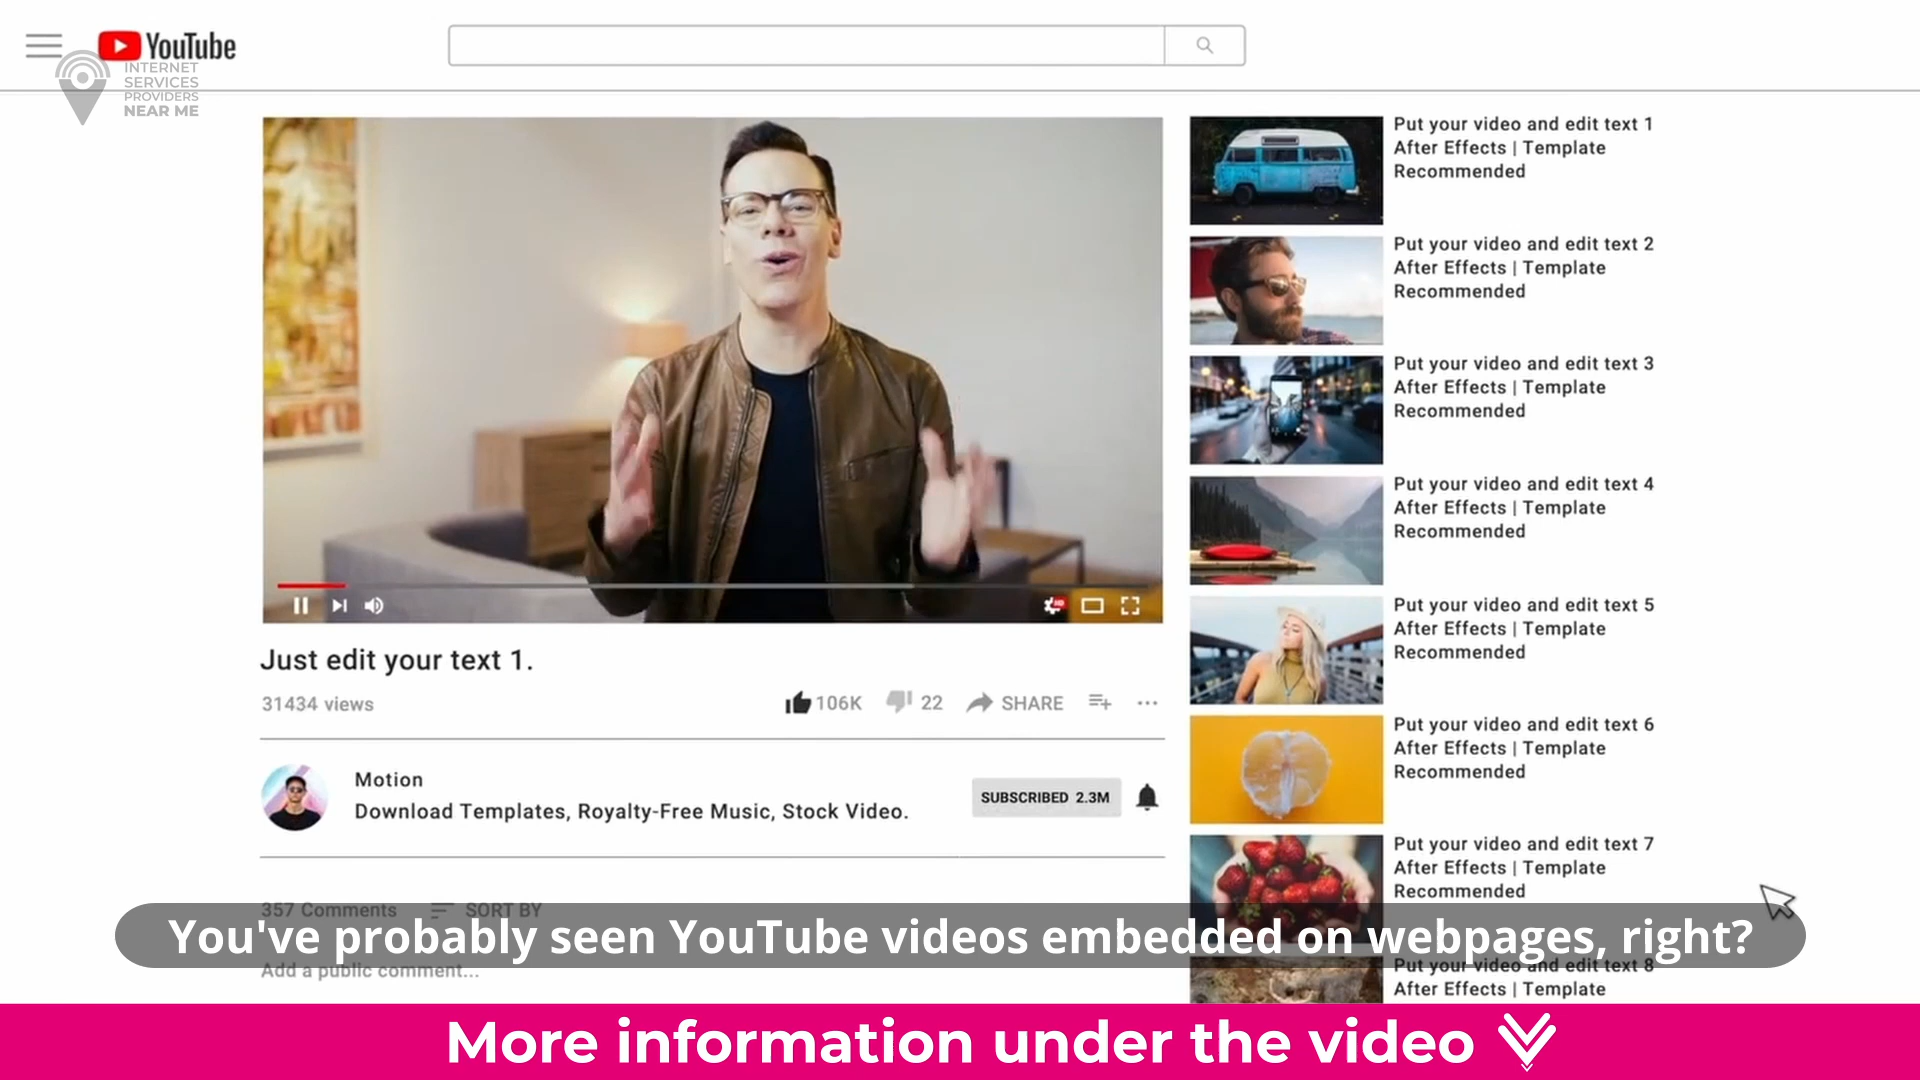 YouTube
INTERNET
SERVICES
PROVIDERS
NEAR ME
Just edit your text 1.
31434 views
106K
22
SHARE
Motion
Download Templates, Royalty-Free Music, Stock Video.
SUBSCRIBED 2.3M
357 Comments
SORT BY
Add a public comment...
Put your video and edit text 1
After Effects | Template
Recommended
Put your video and edit text 2
After Effects | Template
Recommended
Put your video and edit text 3
After Effects | Template
Recommended
Put your video and edit text 4
After Effects | Template
Recommended
Put your video and edit text 5
After Effects | Template
Recommended
Put your video and edit text 6
After Effects | Template
Recommended
Put your video and edit text 7
After Effects | Template
Recommended
Put your video and edit text 8
After Effects | Template
You've probably seen YouTube videos embedded on webpages, right?
More information under the video